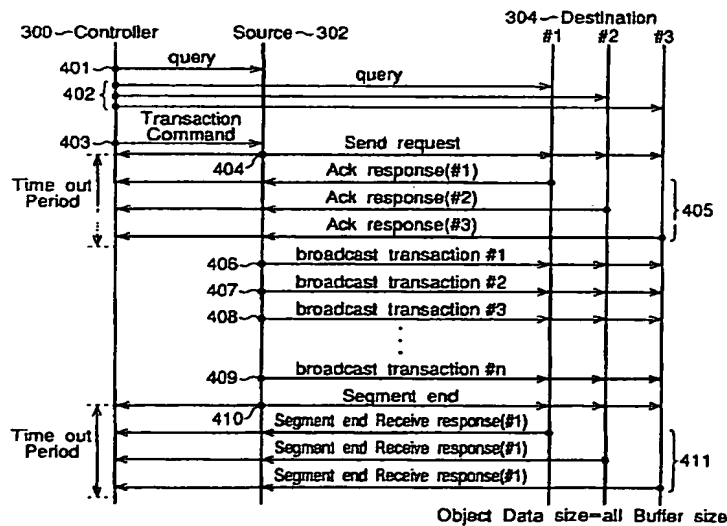 300 Controller Source 302 304 Destination
#1 #2 #3
401 query
query
402
Transaction
Command
403
Send request
404
Time out
Period
Ack response(#1)
Ack response(#2)
405
Ack response(#3)
406 broadcast transaction #1
407 broadcast transaction #2
408 broadcast transaction #3
409 broadcast transaction #n
Segment end
410
Time out
Period
Segment end Receive response(#1)
Segment end Receive response(#1)
411
Segment end Receive response(#1)
Object Data size=all Buffer size